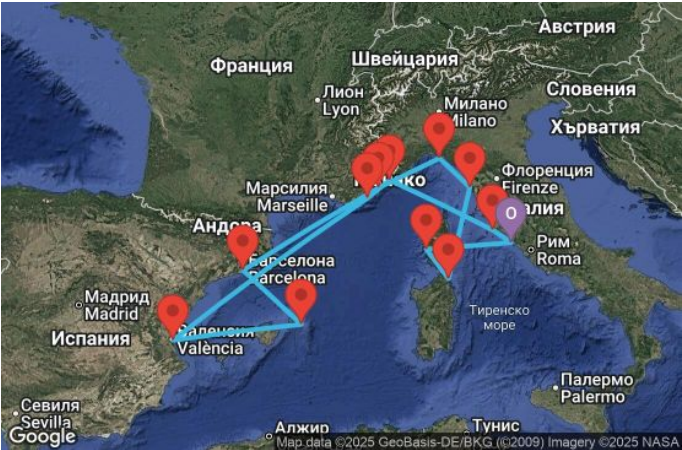 Австрия
Швейцария
Франция
Словения
Лион
Lyon
Милано
Milano
Хърватия
Флоренция
Firenze
Марсилия
Marseille
Андора
О
Рим
Roma
Барселона
Barcelona
Мадрид
Madrid
Тиренско
море
Испания
Валенсия
València
Палермо
Palermo
Севиля
Sevilla
Google
Алжир
Тунис
Map data ©2025 GeoBasis-DE/BKG (©2009) Imagery ©2025 NASA